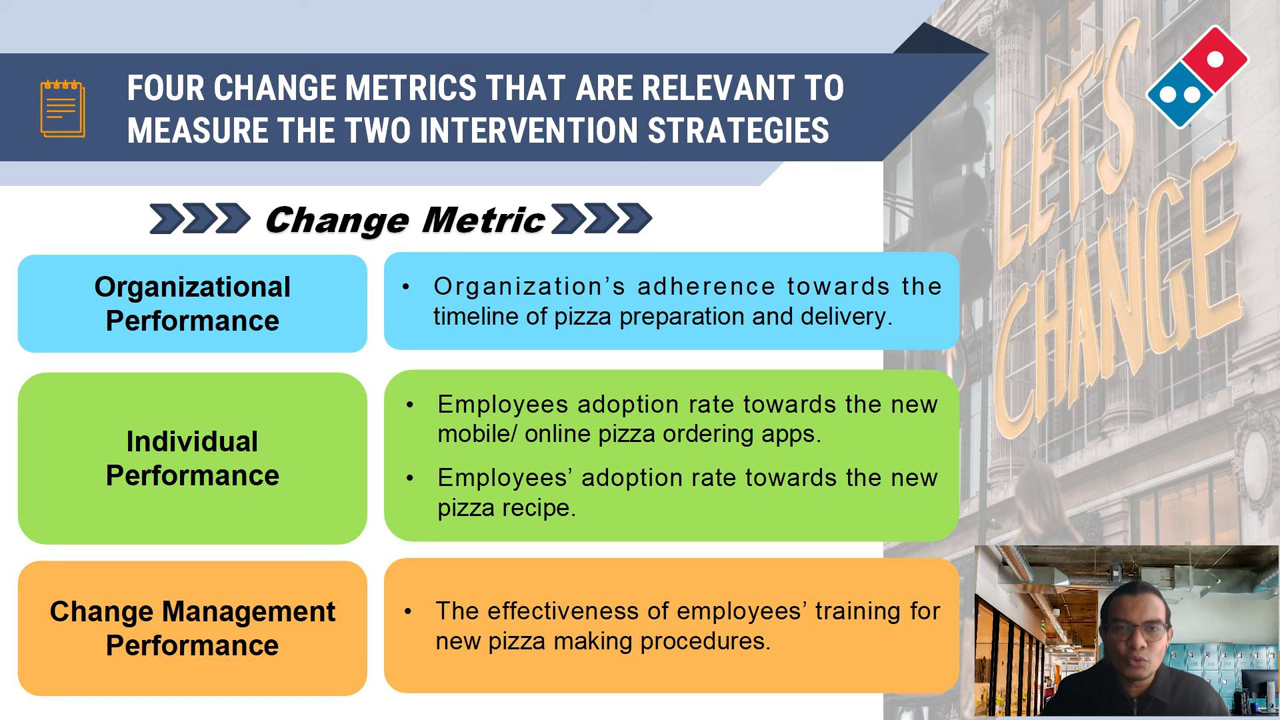 FOUR CHANGE METRICS THAT ARE RELEVANT TO
MEASURE THE TWO INTERVENTION STRATEGIES
LET'S
CHANGE
Change Metric
Organizational
Performance
• Organization’s adherence towards the
timeline of pizza preparation and delivery.
Individual
Performance
• Employees adoption rate towards the new
mobile/ online pizza ordering apps.
• Employees’ adoption rate towards the new
pizza recipe.
Change Management
Performance
• The effectiveness of employees’ training for
new pizza making procedures.